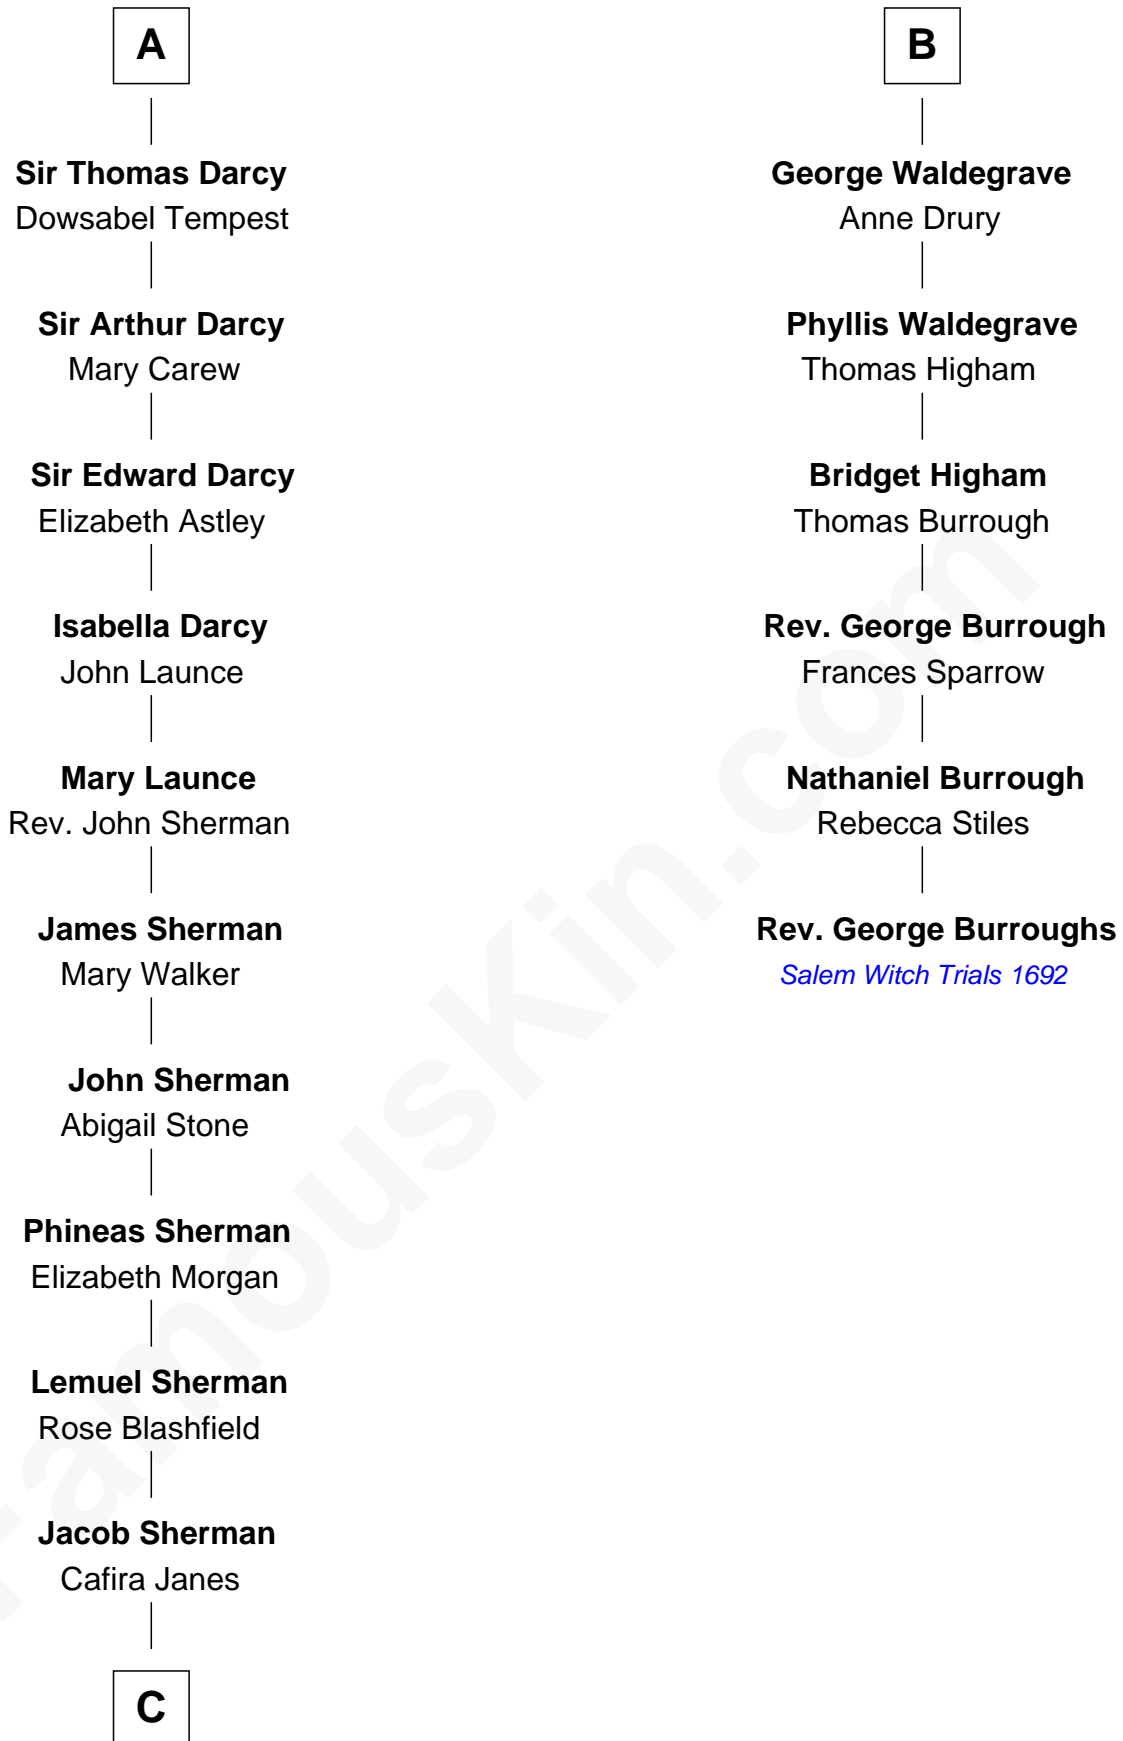 A
Sir Thomas Darcy
Dowsabel Tempest
Sir Arthur Darcy
Mary Carew
Sir Edward Darcy
Elizabeth Astley
Isabella Darcy
John Launce
Mary Launce
Rev. John Sherman
James Sherman
Mary Walker
John Sherman
Abigail Stone
Phineas Sherman
Elizabeth Morgan
Lemuel Sherman
Rose Blashfield
Jacob Sherman
Cafira Janes
C
B
George Waldegrave
Anne Drury
Phyllis Waldegrave
Thomas Higham
Bridget Higham
Thomas Burrough
Rev. George Burrough
Frances Sparrow
Nathaniel Burrough
Rebecca Stiles
Rev. George Burroughs
Salem Witch Trials 1692
FamousKin.com